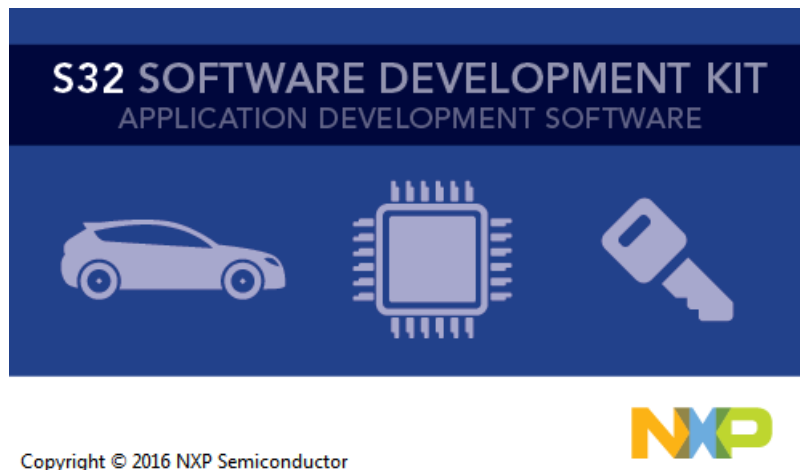 S32 SOFTWARE DEVELOPMENT KIT
APPLICATION DEVELOPMENT SOFTWARE
NXP
Copyright © 2016 NXP Semiconductor